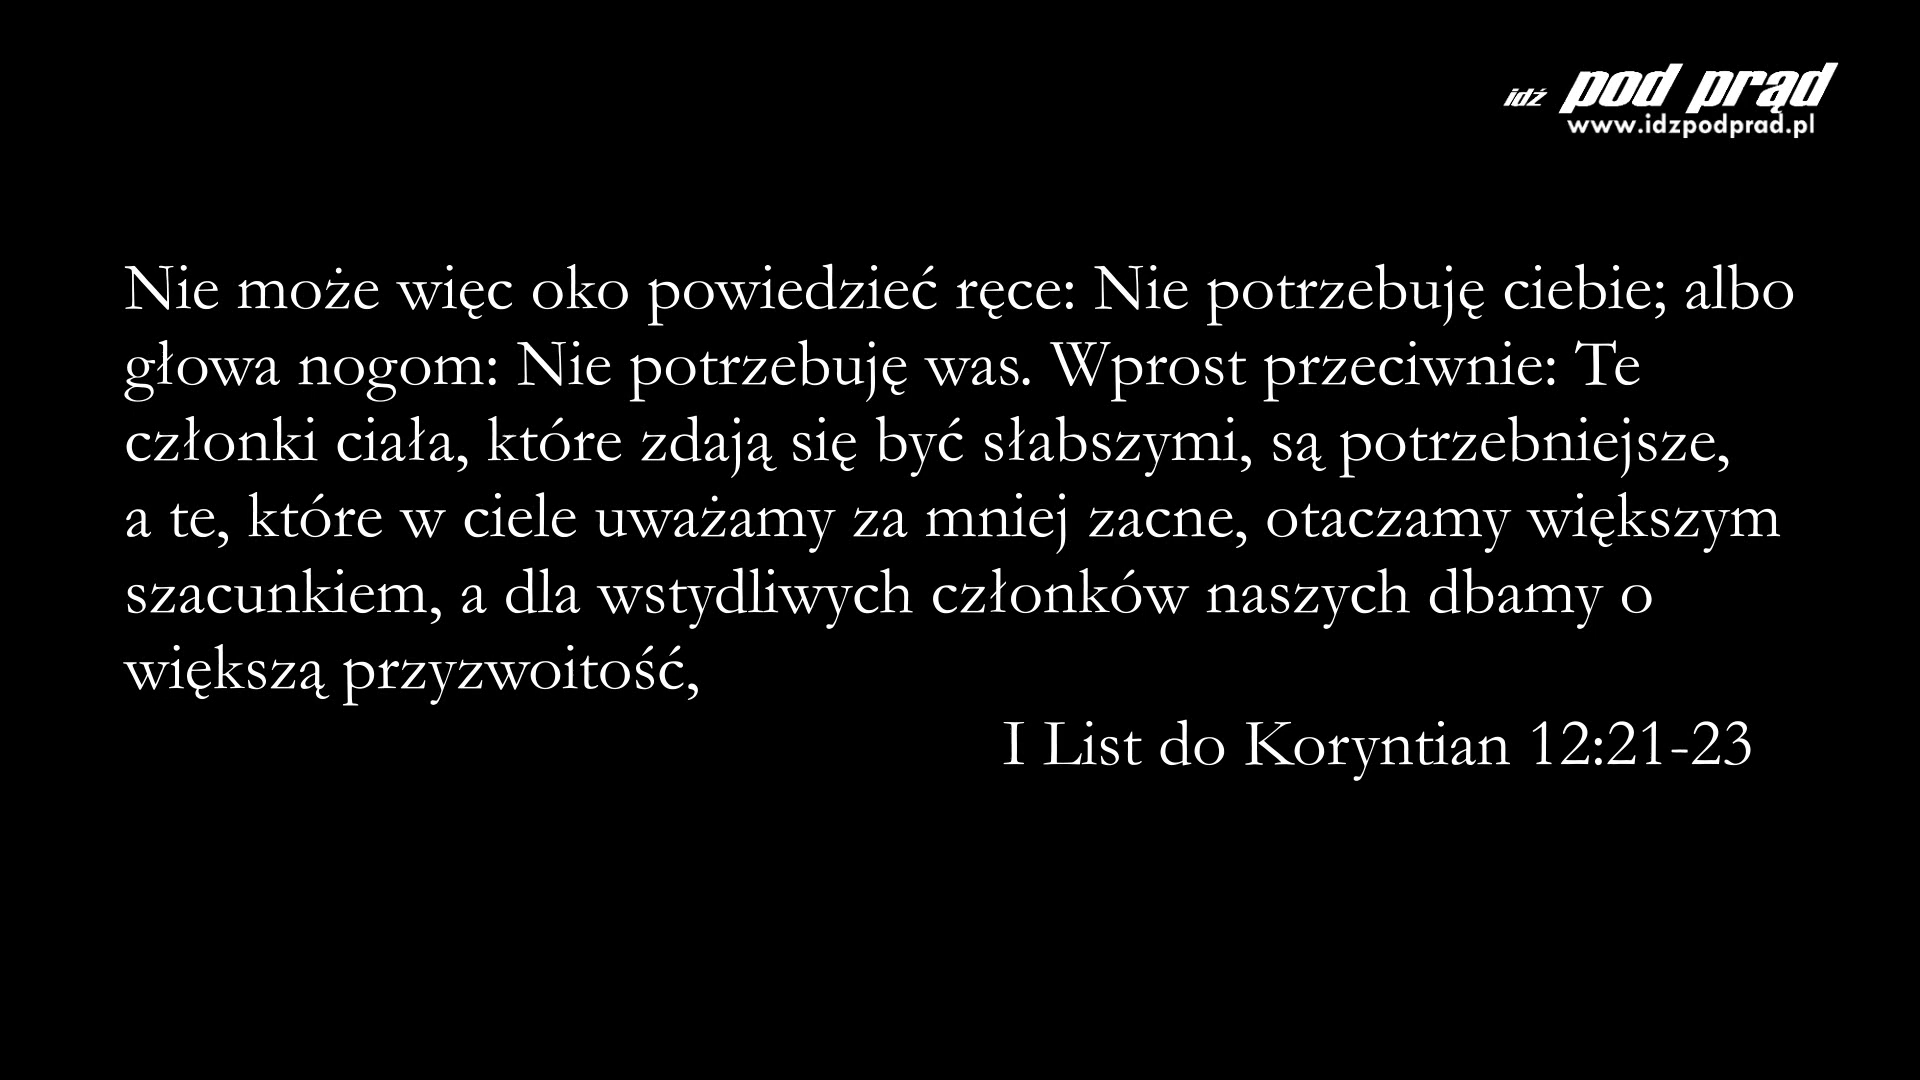 idź pod prąd
www.idzpodprad.pl
Nie może więc oko powiedzieć ręce: Nie potrzebuję ciebie; albo
głowa nogom: Nie potrzebuję was. Wprost przeciwnie: Te
członki ciała, które zdają się być słabszymi, są potrzebniejsze,
a te, które w ciele uważamy za mniej zacne, otaczamy większym
szacunkiem, a dla wstydliwych członków naszych dbamy o
większą przyzwoitość,
I List do Koryntian 12:21-23